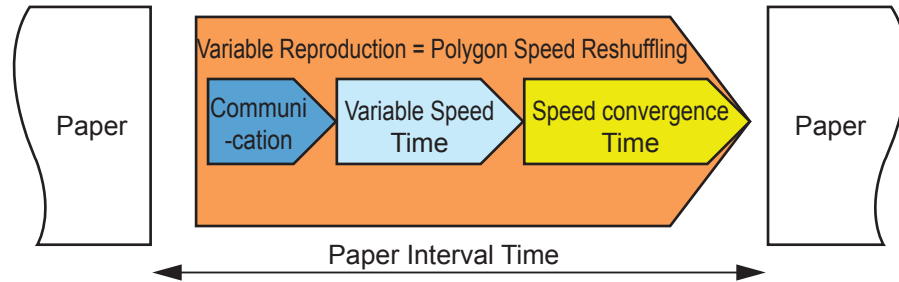 Variable Reproduction = Polygon Speed Reshuffling
Paper
Communi
-cation
Variable Speed
Time
Speed convergence
Time
Paper
Paper Interval Time